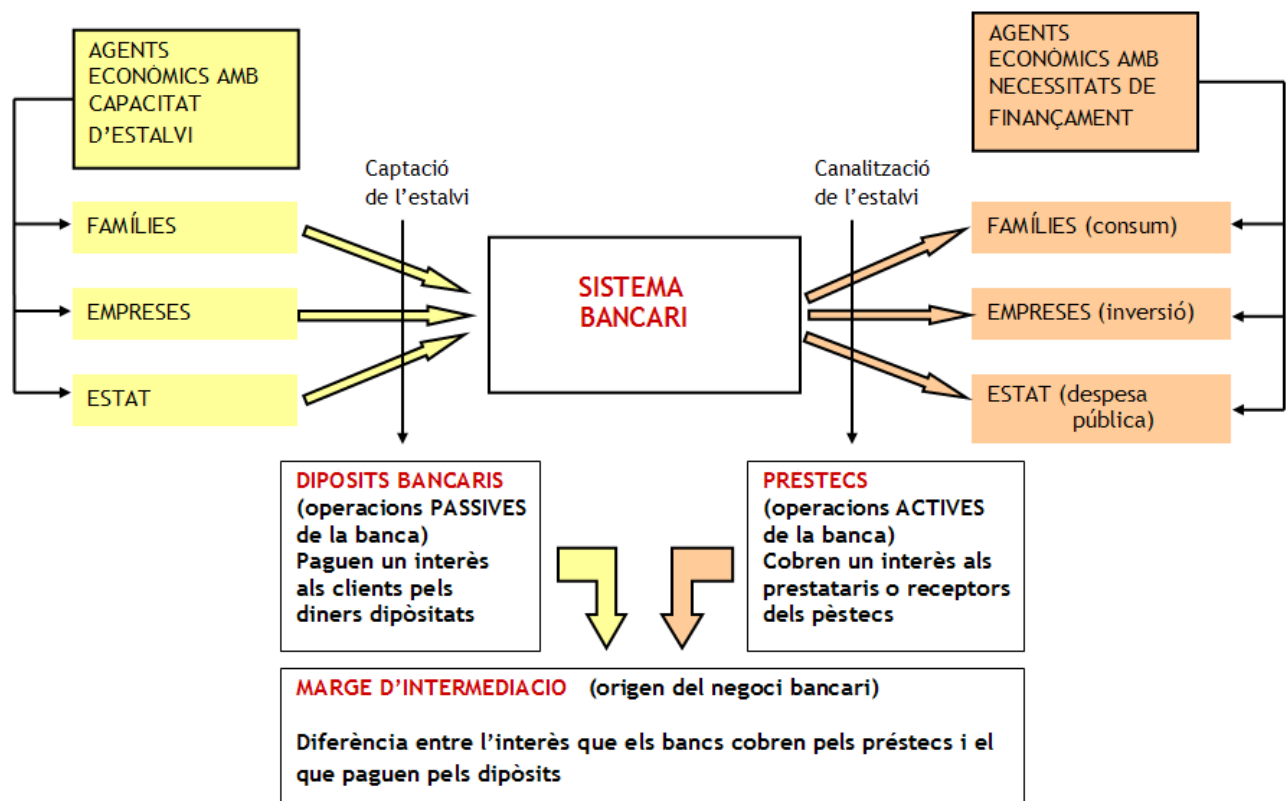 AGENTS
ECONÒMICS AMB
CAPACITAT
D'ESTALVI
AGENTS
ECONÒMICS AMB
NECESSITATS DE
FINANÇAMENT
Captació
de l'estalvi
Canalització
de l'estalvi
FAMÍLIES
EMPRESES
ESTAT
SISTEMA
BANCARI
FAMÍLIES (consum)
EMPRESES (inversió)
ESTAT (despesa
pública)
DIPOSITS BANCARIS
(operacions PASSIVES
de la banca)
Paguen un interès
als clients pels
diners dipòsitats
PRESTECS
(operacions ACTIVES
de la banca)
Cobren un interès als
prestataris o receptors
dels pèstecs
MARGE D'INTERMEDIACIO (origen del negoci bancari)
Diferència entre l'interès que els bancs cobren pels préstecs i el
que paguen pels dipòsits